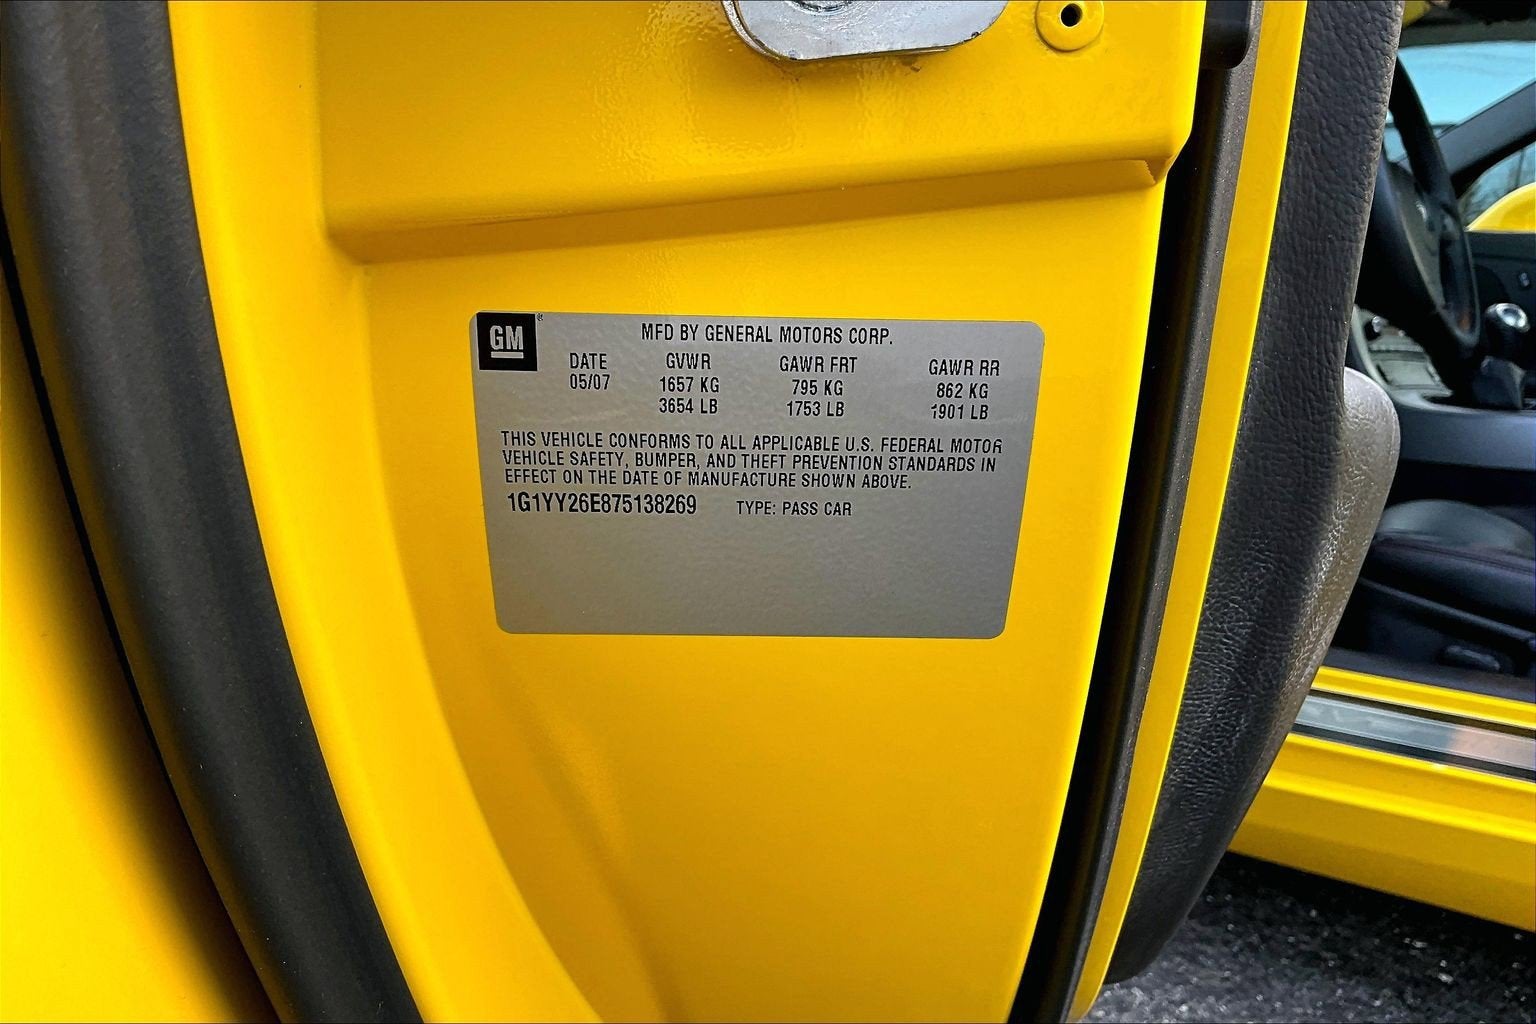 GM
MFD BY GENERAL MOTORS CORP.
DATE GVWR GAWR FRT GAWR RR
05/07 1657 KG 795 KG 862 KG
3654 LB 1753 LB 1901 LB
THIS VEHICLE CONFORMS TO ALL APPLICABLE U.S. FEDERAL MOTOR
VEHICLE SAFETY, BUMPER, AND THEFT PREVENTION STANDARDS IN
EFFECT ON THE DATE OF MANUFACTURE SHOWN ABOVE.
1G1YY26E875138269 TYPE: PASS CAR